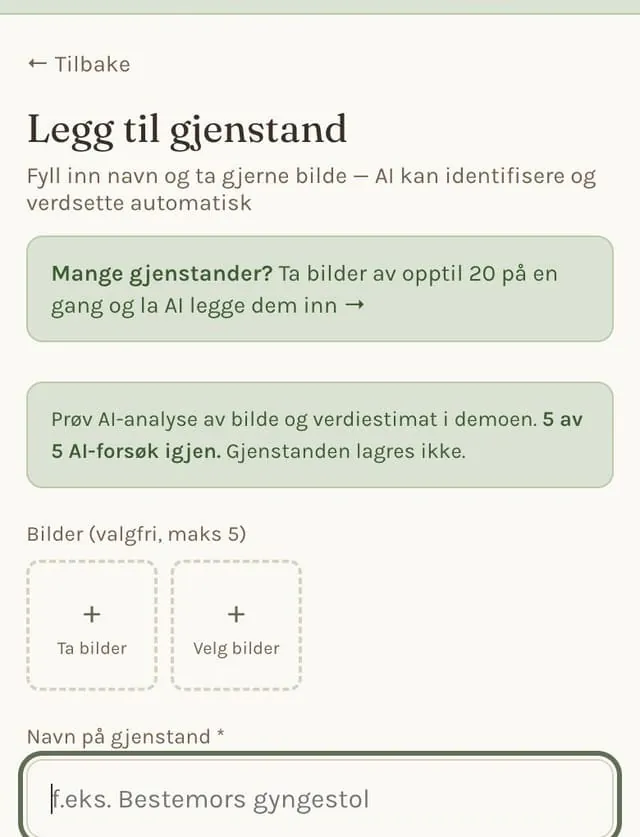 ← Tilbake
Legg til gjenstand
Fyll inn navn og ta gjerne bilde — AI kan identifisere og
verdsette automatisk
Mange gjenstander? Ta bilder av opptil 20 på en
gang og la AI legge dem inn →
Prøv AI-analyse av bilde og verdiestimat i demoen. 5 av
5 AI-forsøk igjen. Gjenstanden lagres ikke.
Bilder (valgfri, maks 5)
+ +
Ta bilder Velg bilder
Navn på gjenstand *
f.eks. Bestemors gyngestol